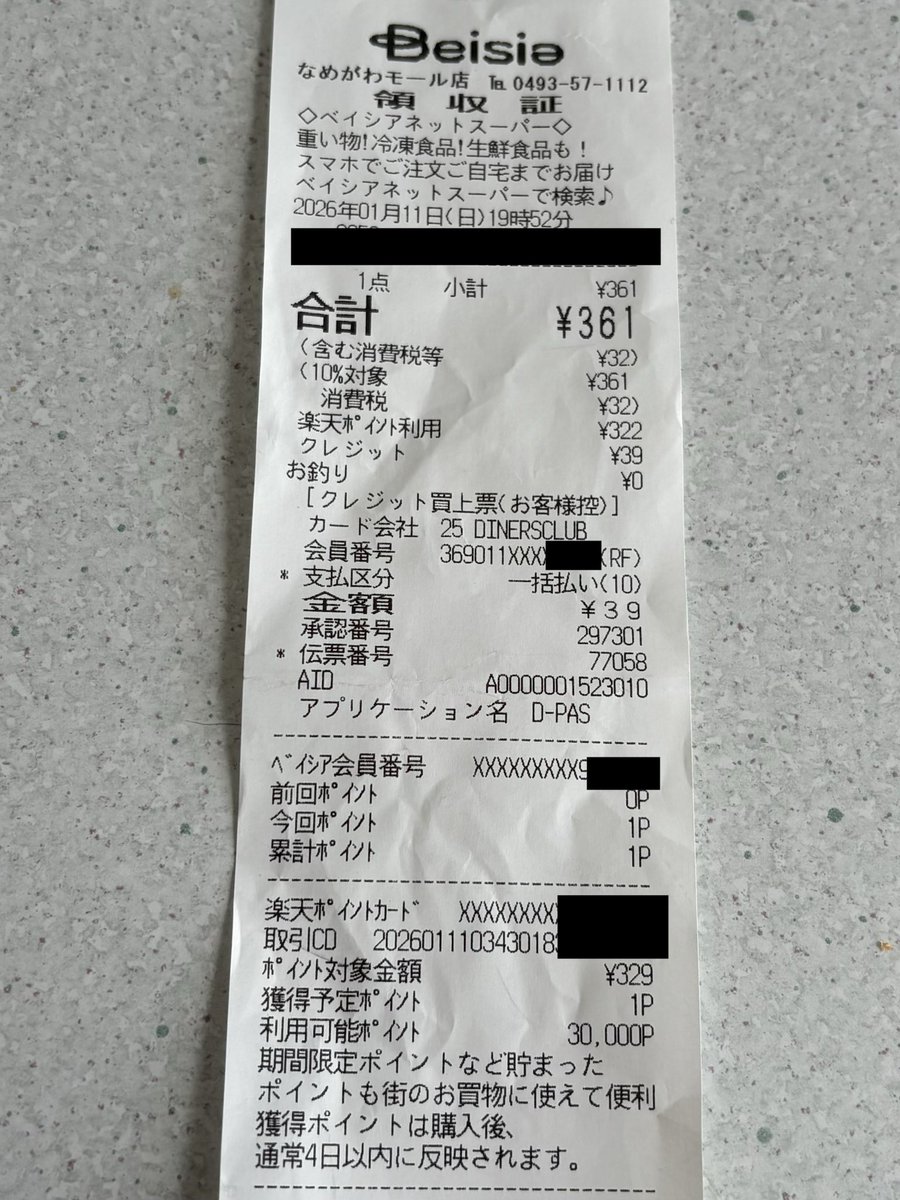 Beisia
なめがわモール店 ℡ 0493-57-1112
領収証
◇ベイシアネットスーパー◇
重い物!冷凍食品!生鮮食品も!
スマホでご注文ご自宅までお届け
ベイシアネットスーパーで検索♪
2026年01月11日(日)19時52分
1点 小計 ¥361
合計 ¥361
(含む消費税等 ¥32)
(10%対象 ¥361
消費税 ¥32)
楽天ポイント利用 ¥322
クレジット ¥39
お釣り ¥0
[クレジット買上票(お客様控)]
カード会社 25 DINERSCLUB
会員番号 369011XXXX (RF)
* 支払区分 一括払い(10)
金額 ¥39
承認番号 297301
* 伝票番号 77058
AID A0000001523010
アプリケーション名 D-PAS
ベイシア会員番号 XXXXXXXXX9
前回ポイント 0P
今回ポイント 1P
累計ポイント 1P
楽天ポイントカード XXXXXXXX
取引CD 2026011103430183
ポイント対象金額 ¥329
獲得予定ポイント 1P
利用可能ポイント 30,000P
期間限定ポイントなど貯まった
ポイントも街のお買物に使えて便利
獲得ポイントは購入後、
通常4日以内に反映されます。